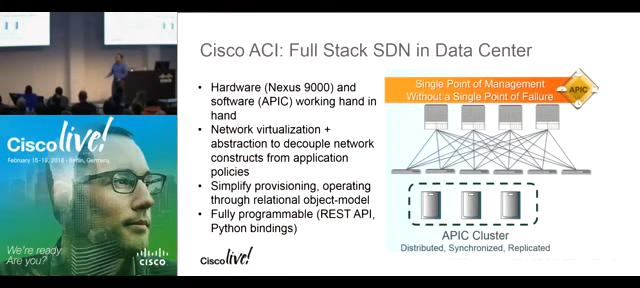 Cisco ACI: Full Stack SDN in Data Center
• Hardware (Nexus 9000) and
software (APIC) working hand in
hand
• Network virtualization +
abstraction to decouple network
constructs from application
policies
• Simplify provisioning, operating
through relational object-model
• Fully programmable (REST API,
Python bindings)
Single Point of Management
Without a Single Point of Failure
APIC
APIC Cluster
Distributed, Synchronized, Replicated
Cisco live!
Cisco live!
February 15-19, 2016 • Berlin, Germany
We're ready.
Are you?
CISCO